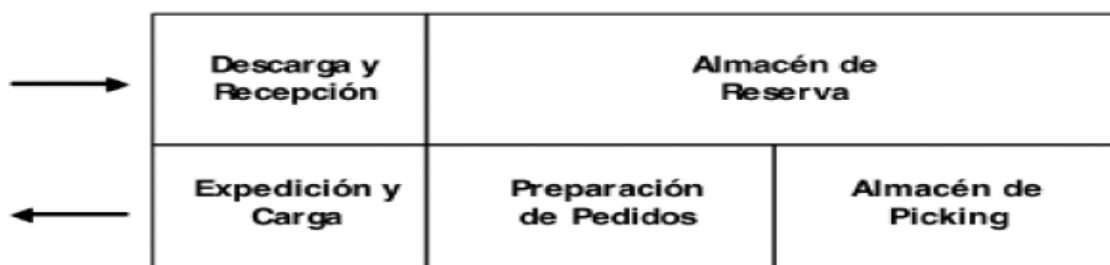 Descarga y
Recepción
Almacén de
Reserva
Expedición y
Carga
Preparación
de Pedidos
Almacén de
Picking